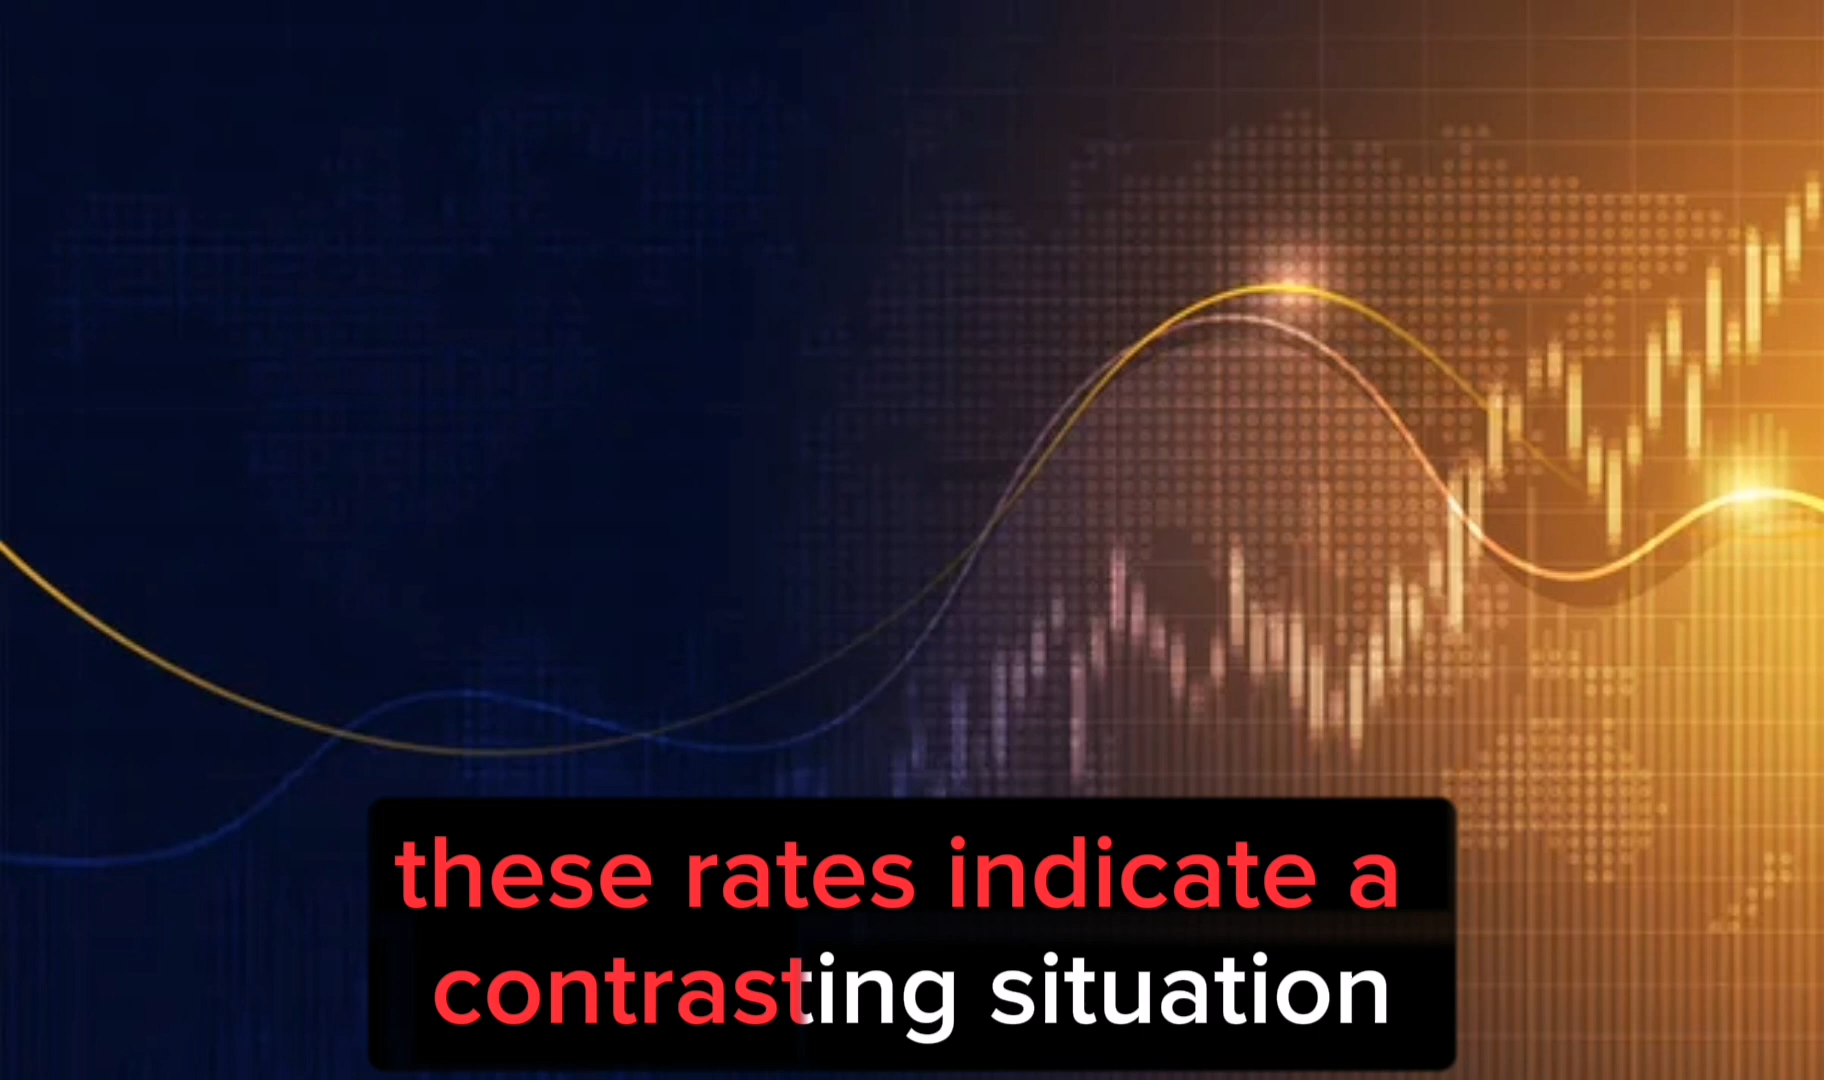 these rates indicate a
contrasting situation